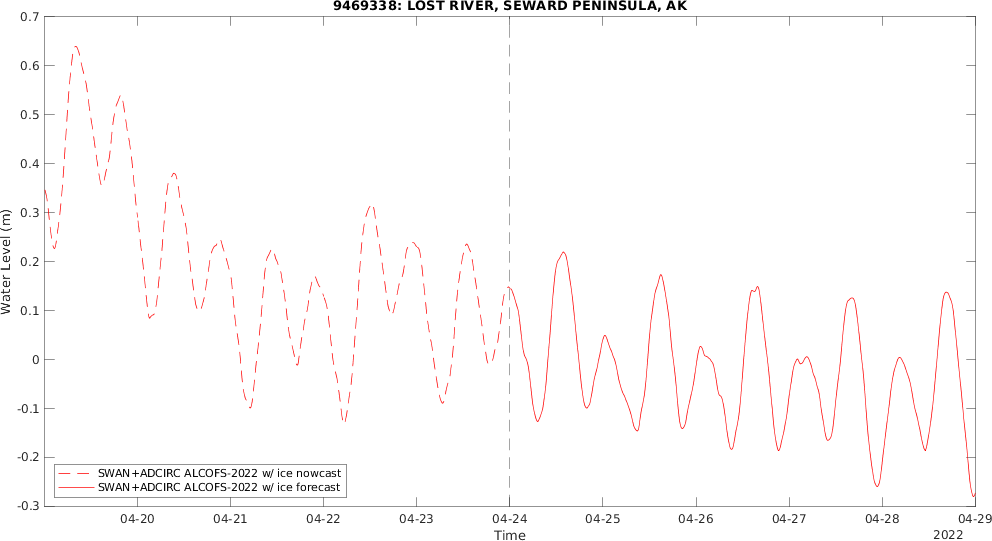 9469338: LOST RIVER, SEWARD PENINSULA, AK
0.7
0.6
0.5
0.4
0.3
0.2
0.1
0
-0.1
-0.2
-0.3
Water Level (m)
SWAN+ADCIRC ALCOFS-2022 w/ ice nowcast
SWAN+ADCIRC ALCOFS-2022 w/ ice forecast
04-20 04-21 04-22 04-23 04-24 04-25 04-26 04-27 04-28 04-29
Time
2022